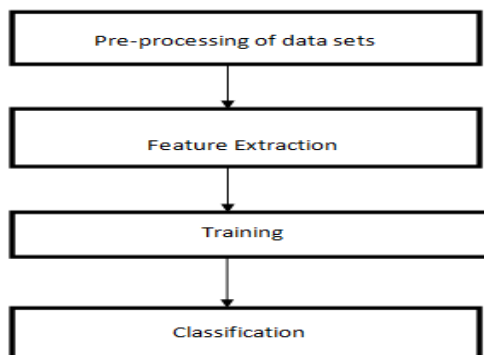 Pre-processing of data sets
Feature Extraction
Training
Classification